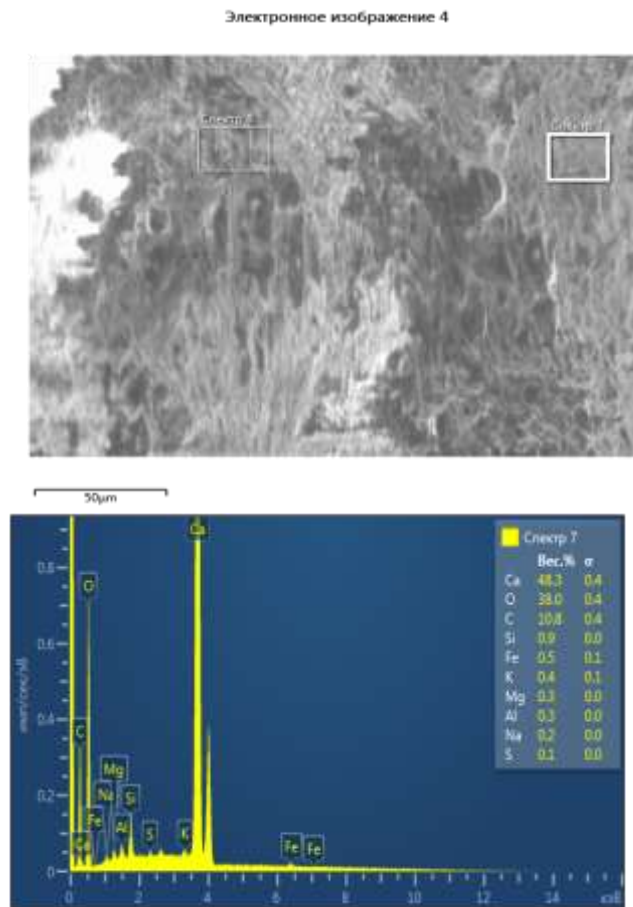 Электронное изображение 4
Спектр 7
50μm
Спектр 7
Вес.% σ
Ca 48.3 0.4
O 38.0 0.4
C 10.8 0.4
Si 0.9 0.0
Fe 0.5 0.1
K 0.4 0.1
Mg 0.3 0.0
Al 0.3 0.0
Na 0.2 0.0
S 0.1 0.0
0.8
0.6
0.4
0.2
0
Ca
O
C
Mg
Na
Si
Fe
Al
S
K
Ca
Fe
Fe
0 2 4 6 8 10 12 14 кэВ